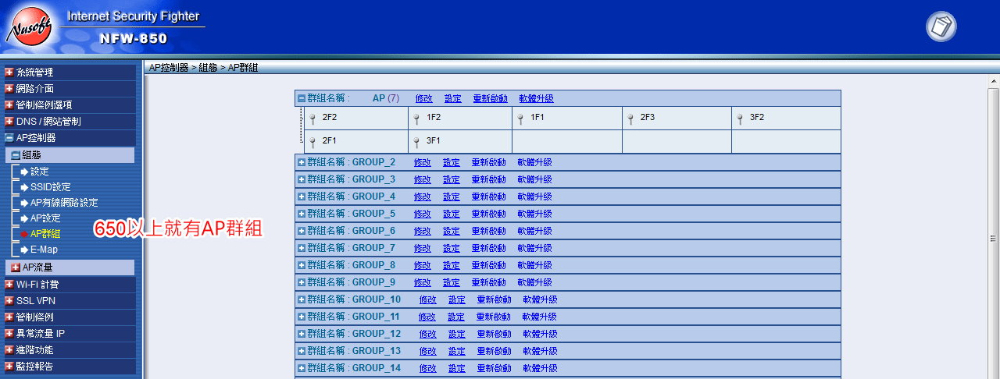 Nusoft
Internet Security Fighter
NFW-850
AP控制器 > 組態 > AP群組
系統管理
網路介面
管制條例選項
DNS / 網站管制
AP控制器
組態
設定
SSID設定
AP有線網路設定
AP設定
AP群組
E-Map
AP流量
Wi-Fi 計費
SSL VPN
管制條例
異常流量 IP
進階功能
監控報告
650以上就有AP群組
群組名稱 : AP (7) 修改 設定 重新啟動 軟體升級
2F2 1F2 1F1 2F3 3F2
2F1 3F1
群組名稱 : GROUP_2 修改 設定 重新啟動 軟體升級
群組名稱 : GROUP_3 修改 設定 重新啟動 軟體升級
群組名稱 : GROUP_4 修改 設定 重新啟動 軟體升級
群組名稱 : GROUP_5 修改 設定 重新啟動 軟體升級
群組名稱 : GROUP_6 修改 設定 重新啟動 軟體升級
群組名稱 : GROUP_7 修改 設定 重新啟動 軟體升級
群組名稱 : GROUP_8 修改 設定 重新啟動 軟體升級
群組名稱 : GROUP_9 修改 設定 重新啟動 軟體升級
群組名稱 : GROUP_10 修改 設定 重新啟動 軟體升級
群組名稱 : GROUP_11 修改 設定 重新啟動 軟體升級
群組名稱 : GROUP_12 修改 設定 重新啟動 軟體升級
群組名稱 : GROUP_13 修改 設定 重新啟動 軟體升級
群組名稱 : GROUP_14 修改 設定 重新啟動 軟體升級